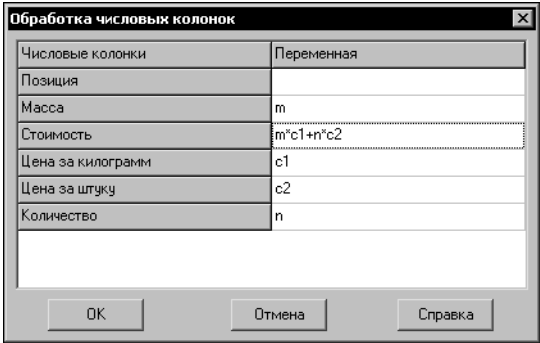 Обработка числовых колонок
Числовые колонки Переменная
Позиция
Масса m
Стоимость m*c1+n*c2
Цена за килограмм c1
Цена за штуку c2
Количество n
OK Отмена Справка